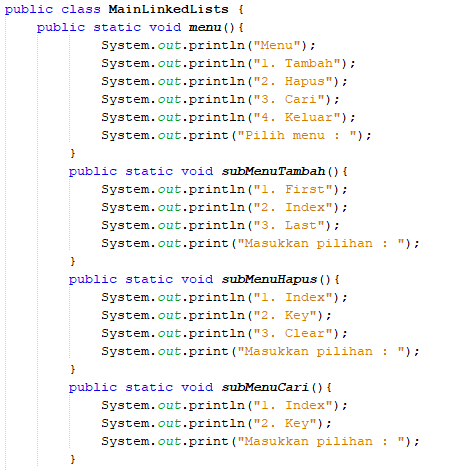 public class MainLinkedLists {
    public static void menu(){
            System.out.println("Menu");
            System.out.println("1. Tambah");
            System.out.println("2. Hapus");
            System.out.println("3. Cari");
            System.out.println("4. Keluar");
            System.out.print("Pilih menu : ");
        }
        public static void subMenuTambah(){
            System.out.println("1. First");
            System.out.println("2. Index");
            System.out.println("3. Last");
            System.out.print("Masukkan pilihan : ");
        }
        public static void subMenuHapus(){
            System.out.println("1. Index");
            System.out.println("2. Key");
            System.out.println("3. Clear");
            System.out.print("Masukkan pilihan : ");
        }
        public static void subMenuCari(){
            System.out.println("1. Index");
            System.out.println("2. Key");
            System.out.print("Masukkan pilihan : ");
        }